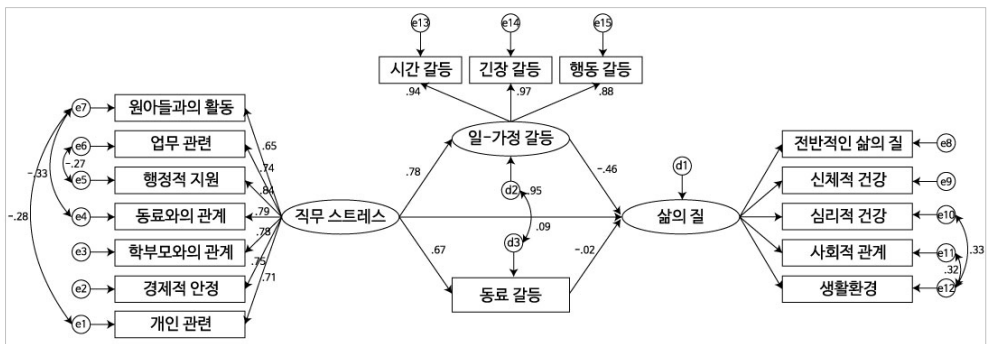 e13
e14
e15
시간 갈등
긴장 갈등
행동 갈등
.94
.97
.88
e7
원아들과의 활동
e6
업무 관련
e5
행정적 지원
e4
동료와의 관계
e3
학부모와의 관계
e2
경제적 안정
e1
개인 관련
-.27
-.33
-.28
.65
.74
.84
.79
.78
.75
.71
직무 스트레스
일-가정 갈등
.78
-.46
d1
d2
.95
.09
d3
.67
-.02
동료 갈등
삶의 질
전반적인 삶의 질
e8
신체적 건강
e9
심리적 건강
e10
사회적 관계
e11
생활환경
e12
.33
.32